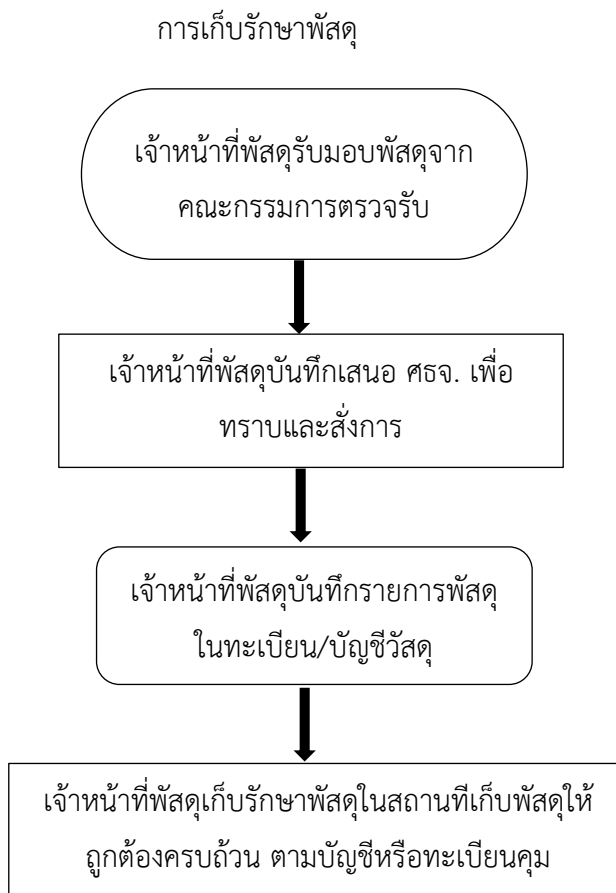 การเก็บรักษาพัสดุ
เจ้าหน้าที่พัสดุรับมอบพัสดุจาก
คณะกรรมการตรวจรับ
เจ้าหน้าที่พัสดุบันทึกเสนอ ศธจ. เพื่อ
ทราบและสั่งการ
เจ้าหน้าที่พัสดุบันทึกรายการพัสดุ
ในทะเบียน/บัญชีวัสดุ
เจ้าหน้าที่พัสดุเก็บรักษาพัสดุในสถานทีเก็บพัสดุให้
ถูกต้องครบถ้วน ตามบัญชีหรือทะเบียนคุม